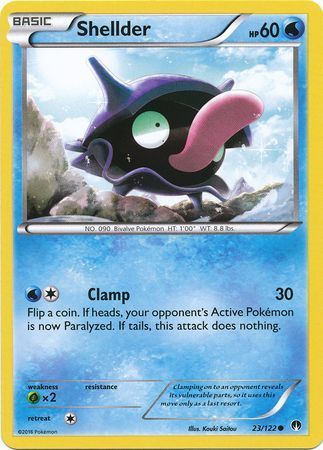 BASIC
Shellder
HP60
NO. 090 Bivalve Pokémon HT: 1'00" WT: 8.8 lbs.
Clamp 30
Flip a coin. If heads, your opponent's Active Pokémon
is now Paralyzed. If tails, this attack does nothing.
weakness
resistance
×2
retreat
Clamping on to an opponent reveals
its vulnerable parts, so it uses this
move only as a last resort.
©2016 Pokémon
Illus. Kouki Saitou
23/122